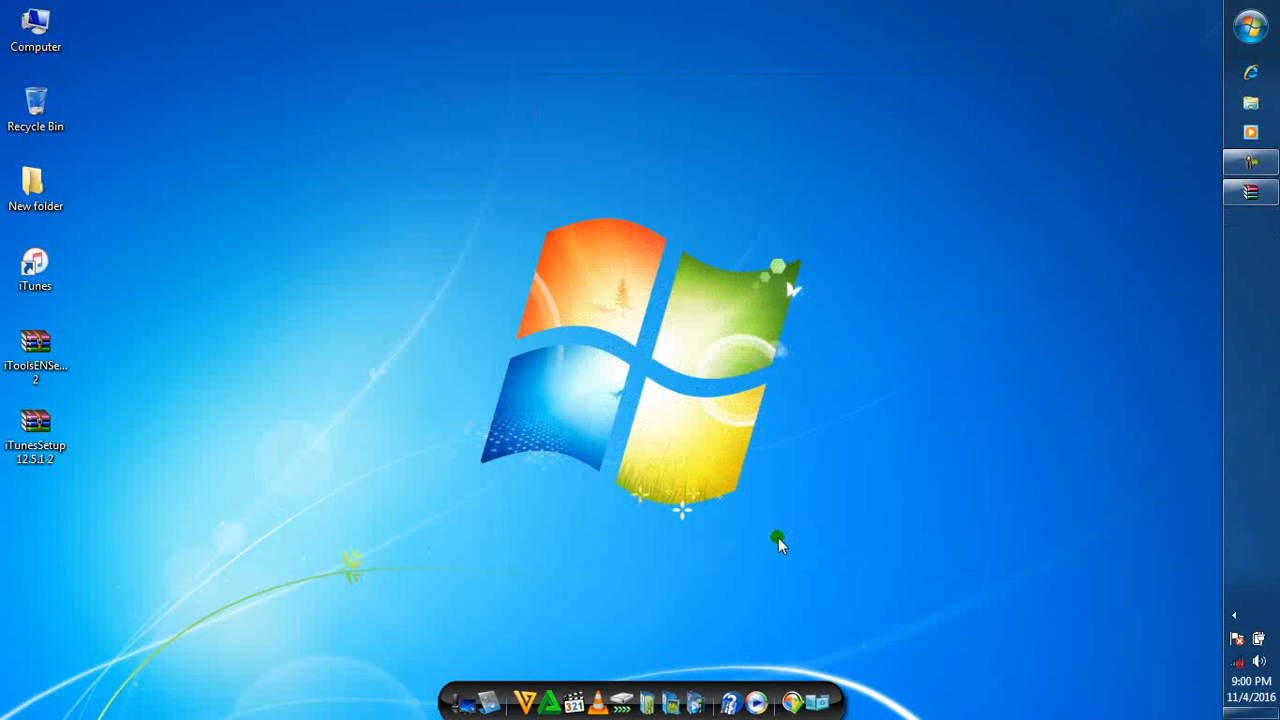 Computer
Recycle Bin
New folder
iTunes
iToolsENSe...
2
iTunesSetup
12.5.1 2
321
9:00 PM
11/4/2016